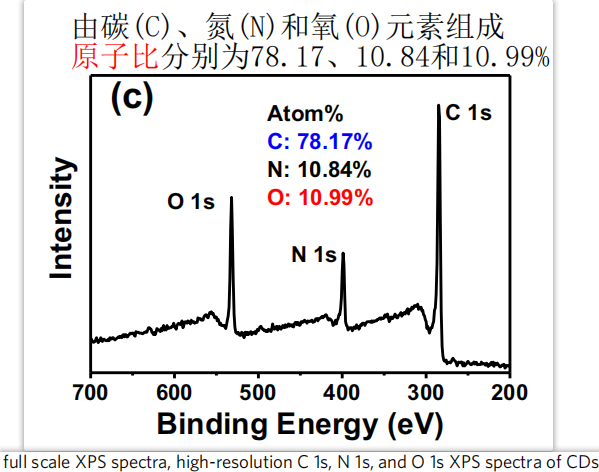 由碳(C)、氮(N)和氧(O)元素组成
原子比分别为78.17、10.84和10.99%
(c)
Atom%
C: 78.17%
N: 10.84%
O: 10.99%
C 1s
O 1s
N 1s
Intensity
700 600 500 400 300 200
Binding Energy (eV)
full scale XPS spectra, high-resolution C 1s, N 1s, and O 1s XPS spectra of CDs